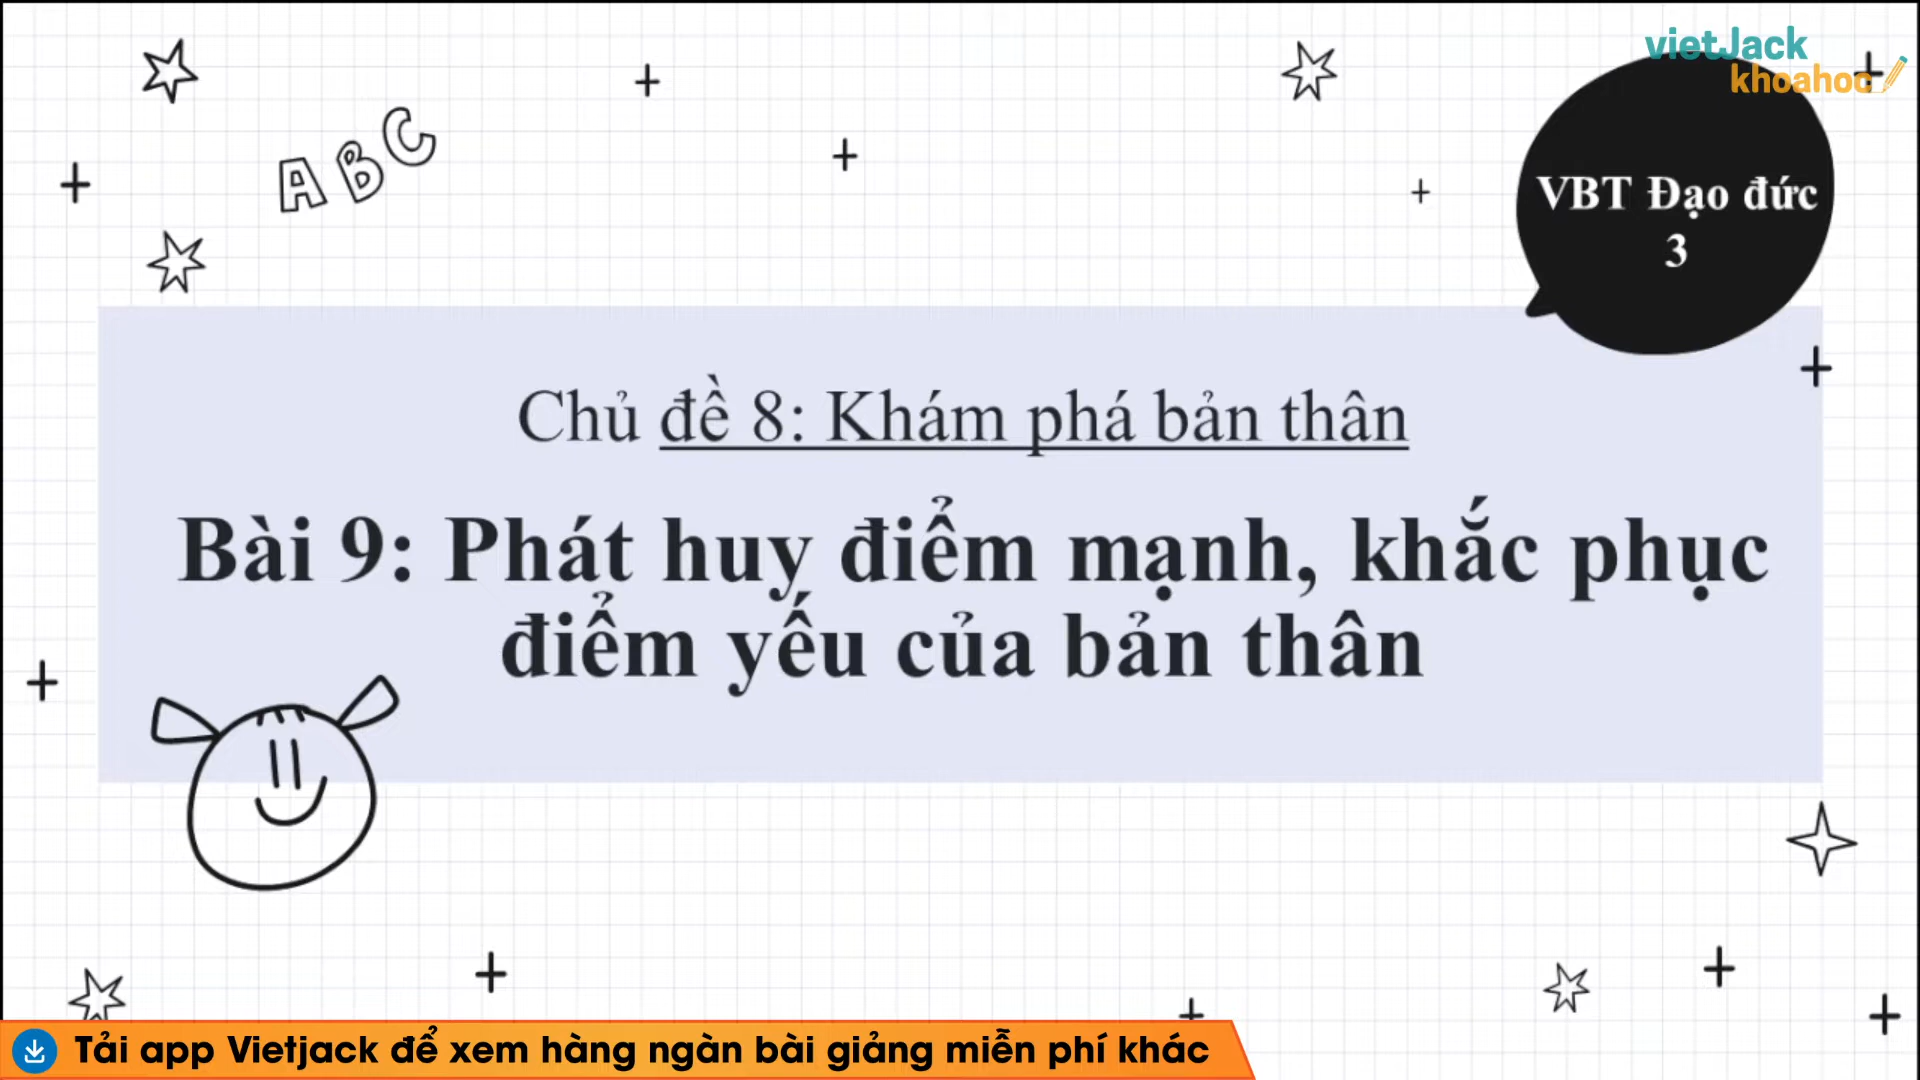 vietJack
khoahoc
A B C
VBT Đạo đức
3
Chủ đề 8: Khám phá bản thân
Bài 9: Phát huy điểm mạnh, khắc phục
điểm yếu của bản thân
Tải app Vietjack để xem hàng ngàn bài giảng miễn phí khác